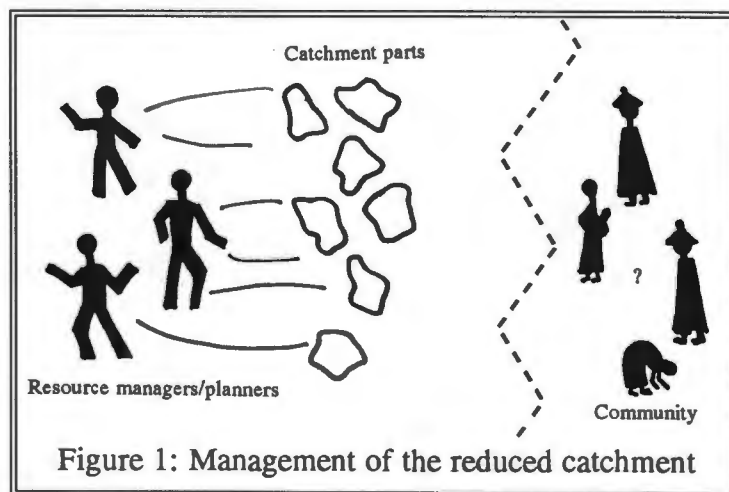 Catchment parts
?
Resource managers/planners
Community
Figure 1: Management of the reduced catchment